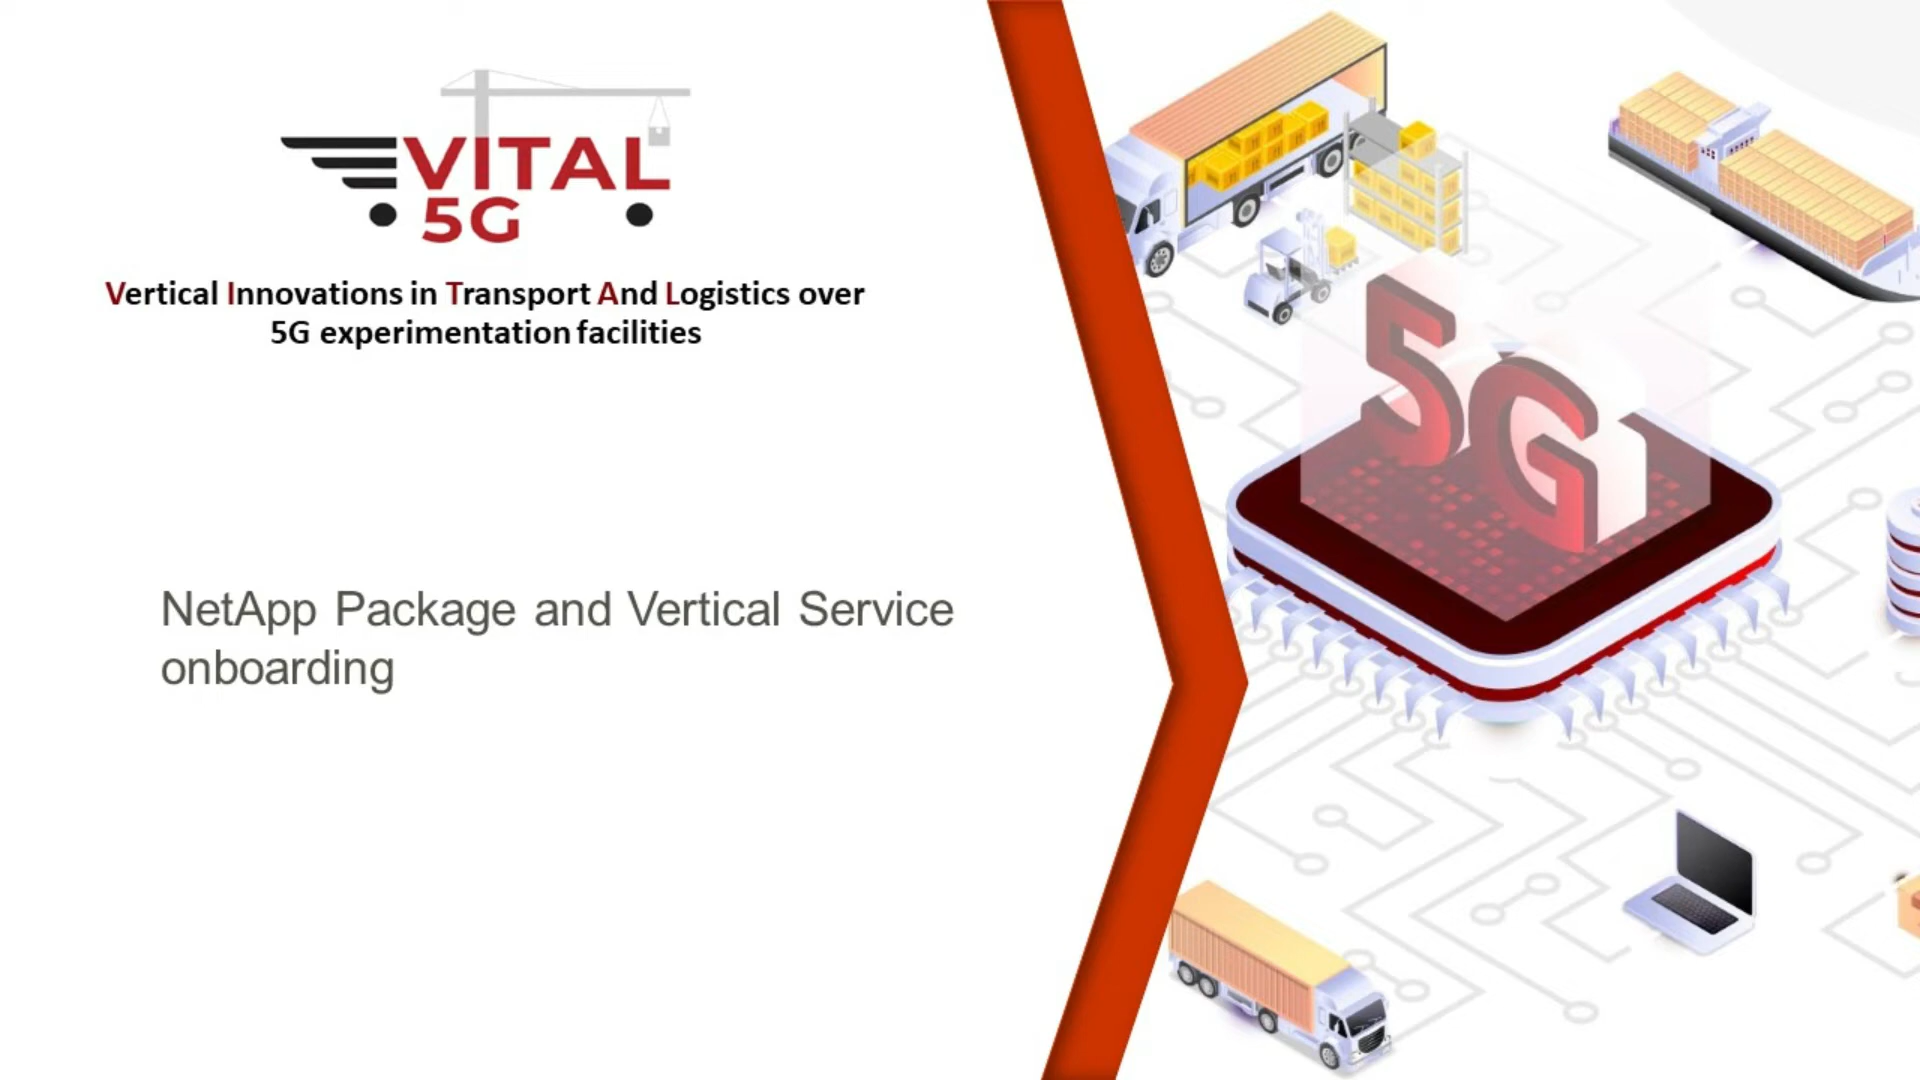 VITAL
5G
Vertical Innovations in Transport And Logistics over
5G experimentation facilities
NetApp Package and Vertical Service
onboarding
5G